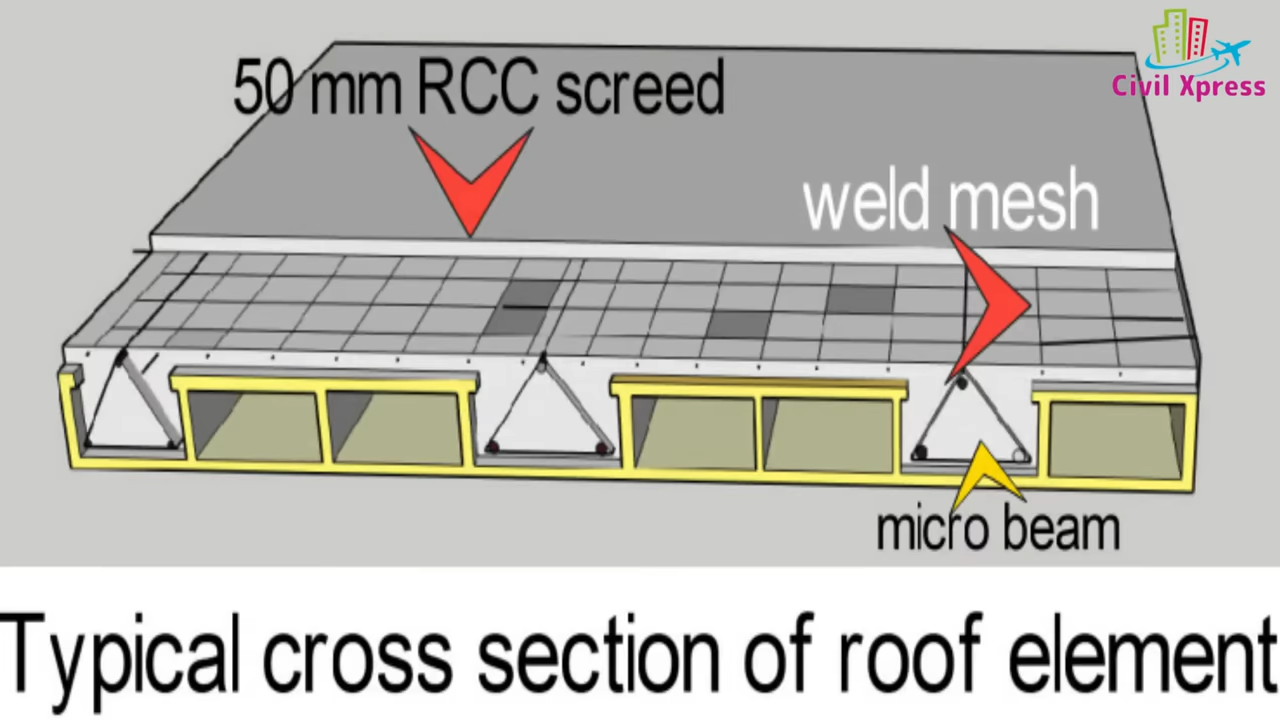 Civil Xpress
50 mm RCC screed
weld mesh
micro beam
Typical cross section of roof element